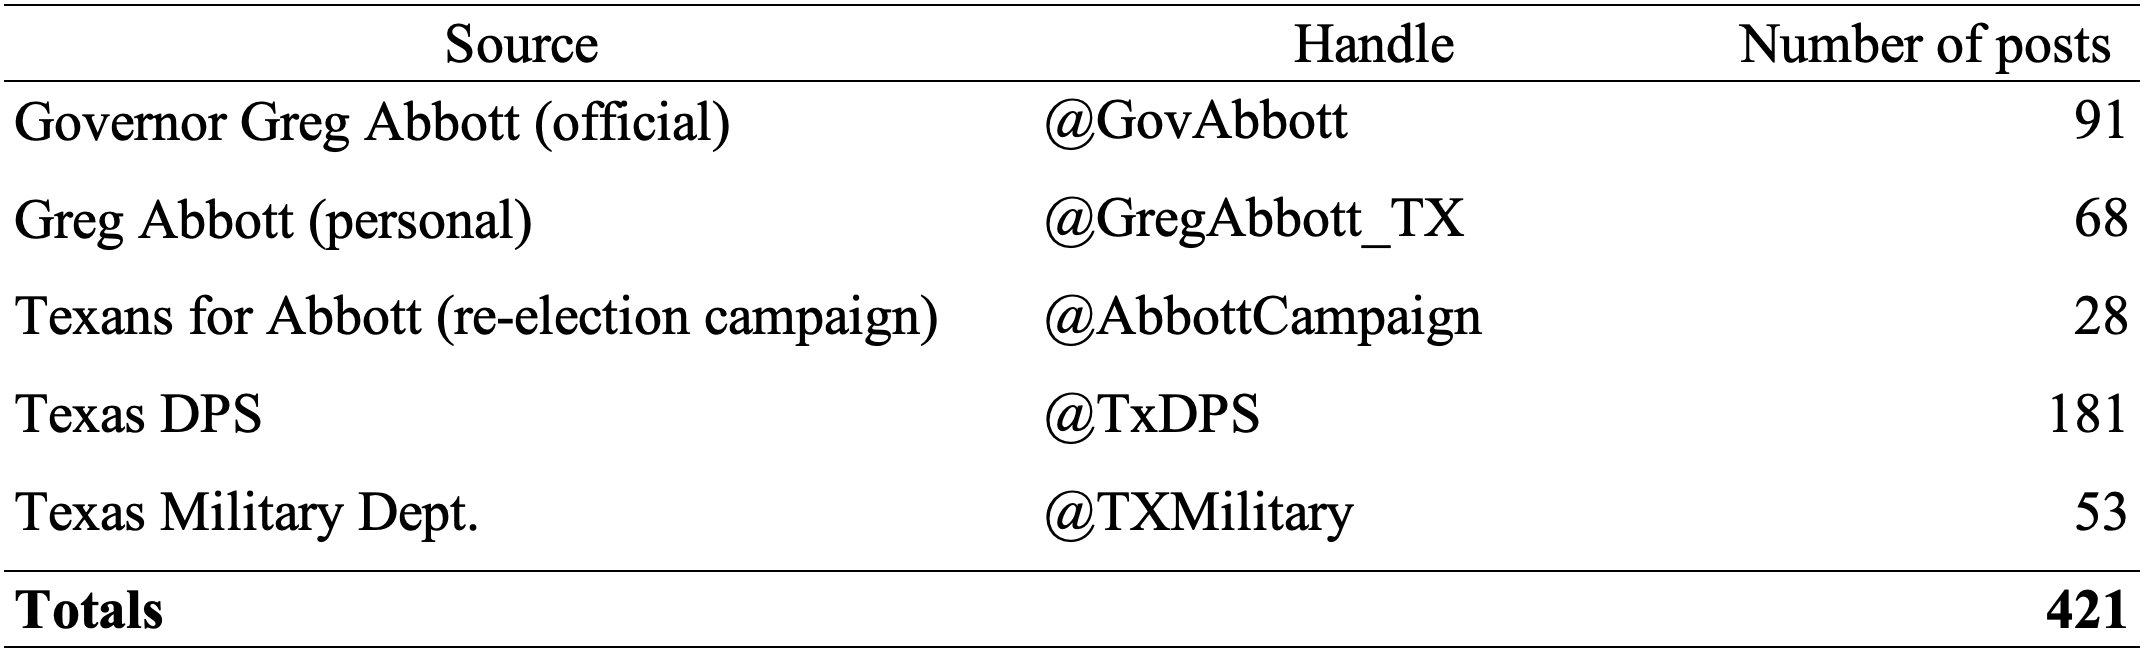 Source Handle Number of posts
Governor Greg Abbott (official) @GovAbbott 91
Greg Abbott (personal) @GregAbbott_TX 68
Texans for Abbott (re-election campaign) @AbbottCampaign 28
Texas DPS @TxDPS 181
Texas Military Dept. @TXMilitary 53
Totals 421